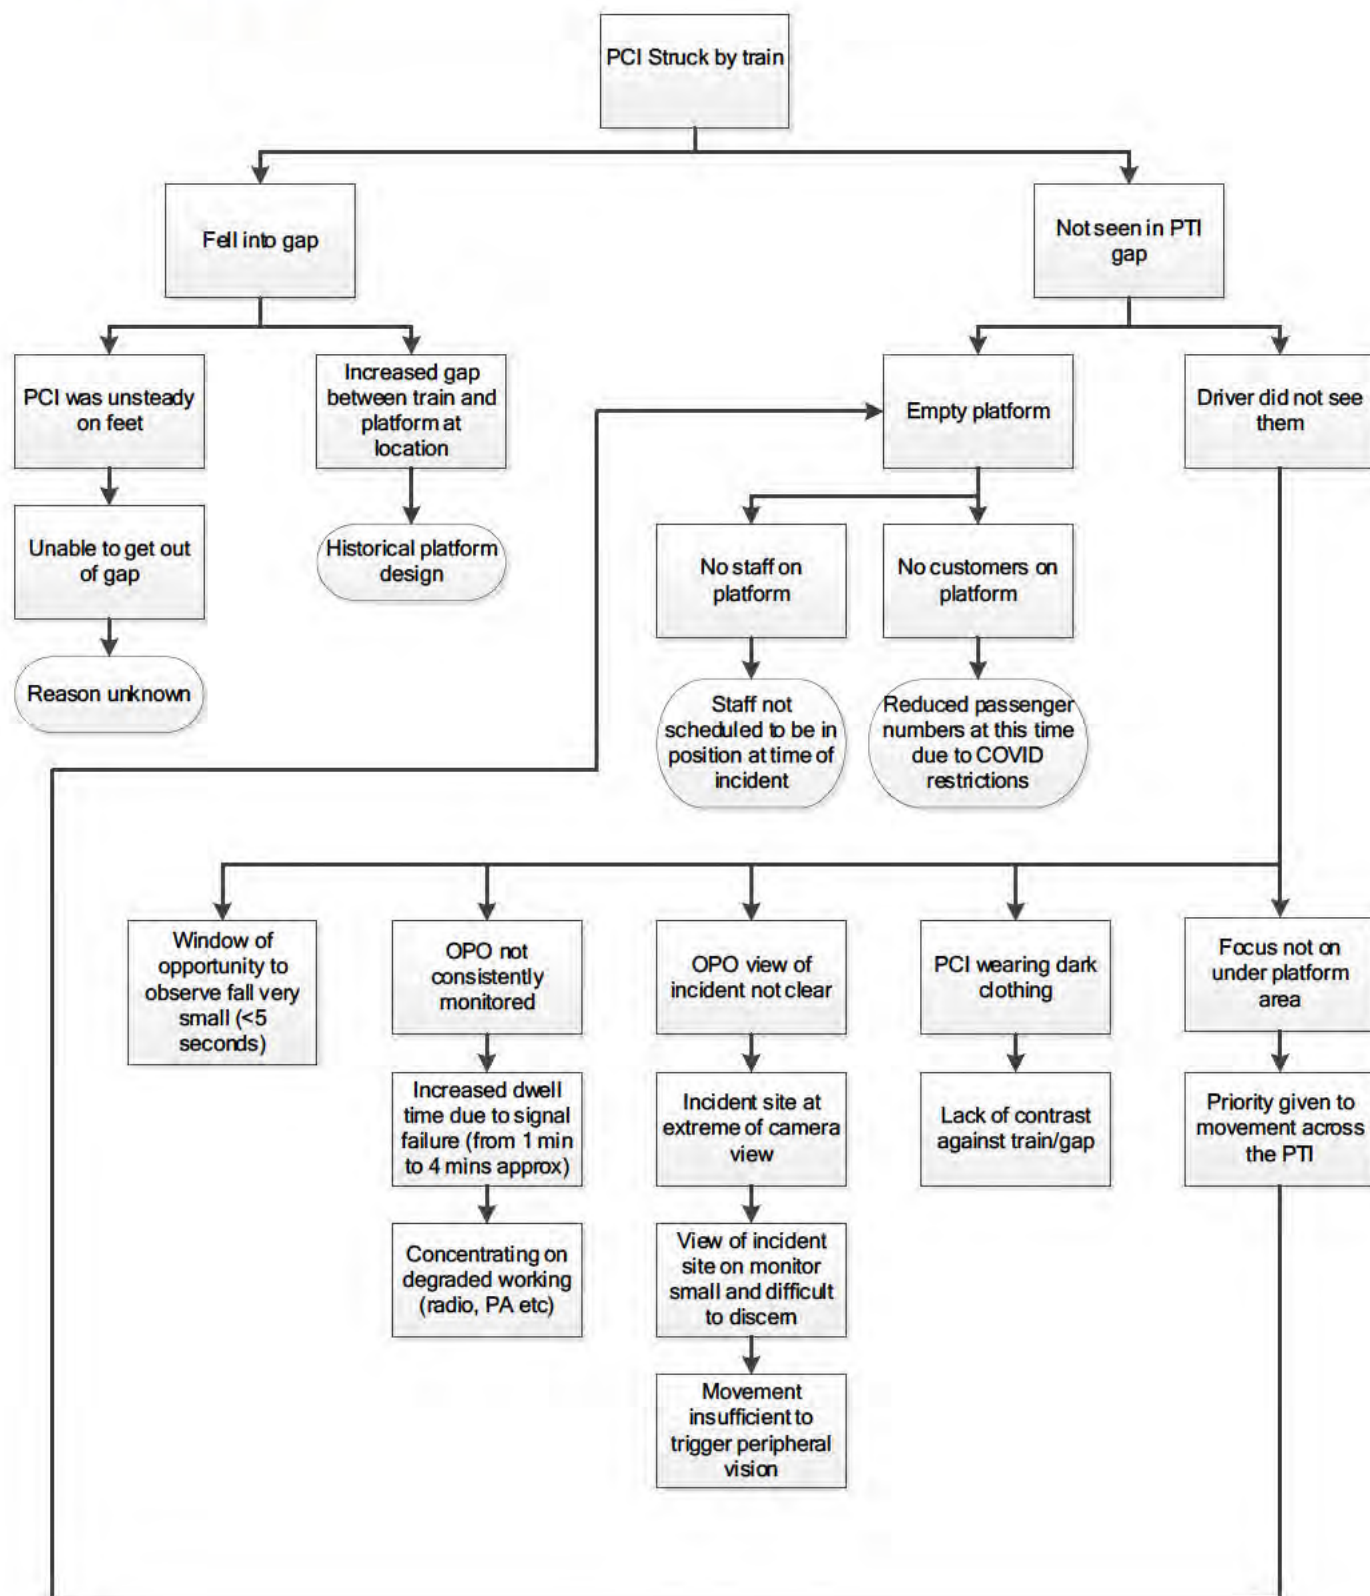 PCI Struck by train
Fell into gap
Not seen in PTI
gap
PCI was unsteady
on feet
Increased gap
between train and
platform at
location
Empty platform
Driver did not see
them
Unable to get out
of gap
Historical platform
design
No staff on
platform
No customers on
platform
Reason unknown
Staff not
scheduled to be in
position at time of
incident
Reduced passenger
numbers at this time
due to COVID
restrictions
Window of
opportunity to
observe fall very
small (<5
seconds)
OPO not
consistently
monitored
OPO view of
incident not clear
PCI wearing dark
clothing
Focus not on
under platform
area
Increased dwell
time due to signal
failure (from 1 min
to 4 mins approx)
Incident site at
extreme of camera
view
Lack of contrast
against train/gap
Priority given to
movement across
the PTI
Concentrating on
degraded working
(radio, PA etc)
View of incident
site on monitor
small and difficult
to discern
Movement
insufficient to
trigger peripheral
vision